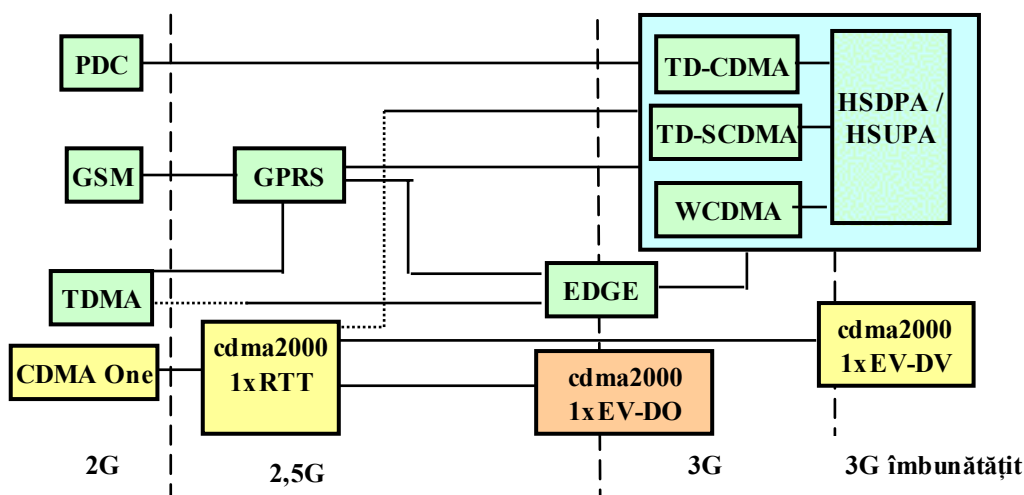 PDC
TD-CDMA
HSDPA /
HSUPA
TD-SCDMA
GSM
GPRS
WCDMA
TDMA
EDGE
cdma2000
1xRTT
cdma2000
1xEV-DV
CDMA One
cdma2000
1xEV-DO
2G
2,5G
3G
3G îmbunătățit